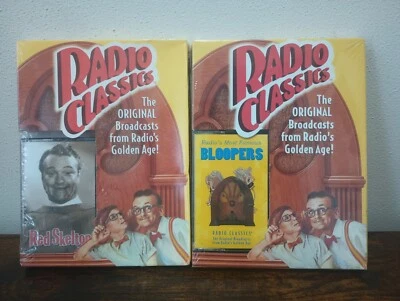 RADIO
CLASSICS
The
ORIGINAL
Broadcasts
from Radio's
Golden Age!
Red Skelton
RADIO
CLASSICS
The
ORIGINAL
Broadcasts
from Radio's
Golden Age!
Radio's Most Famous
BLOOPERS
RADIO CLASSICS